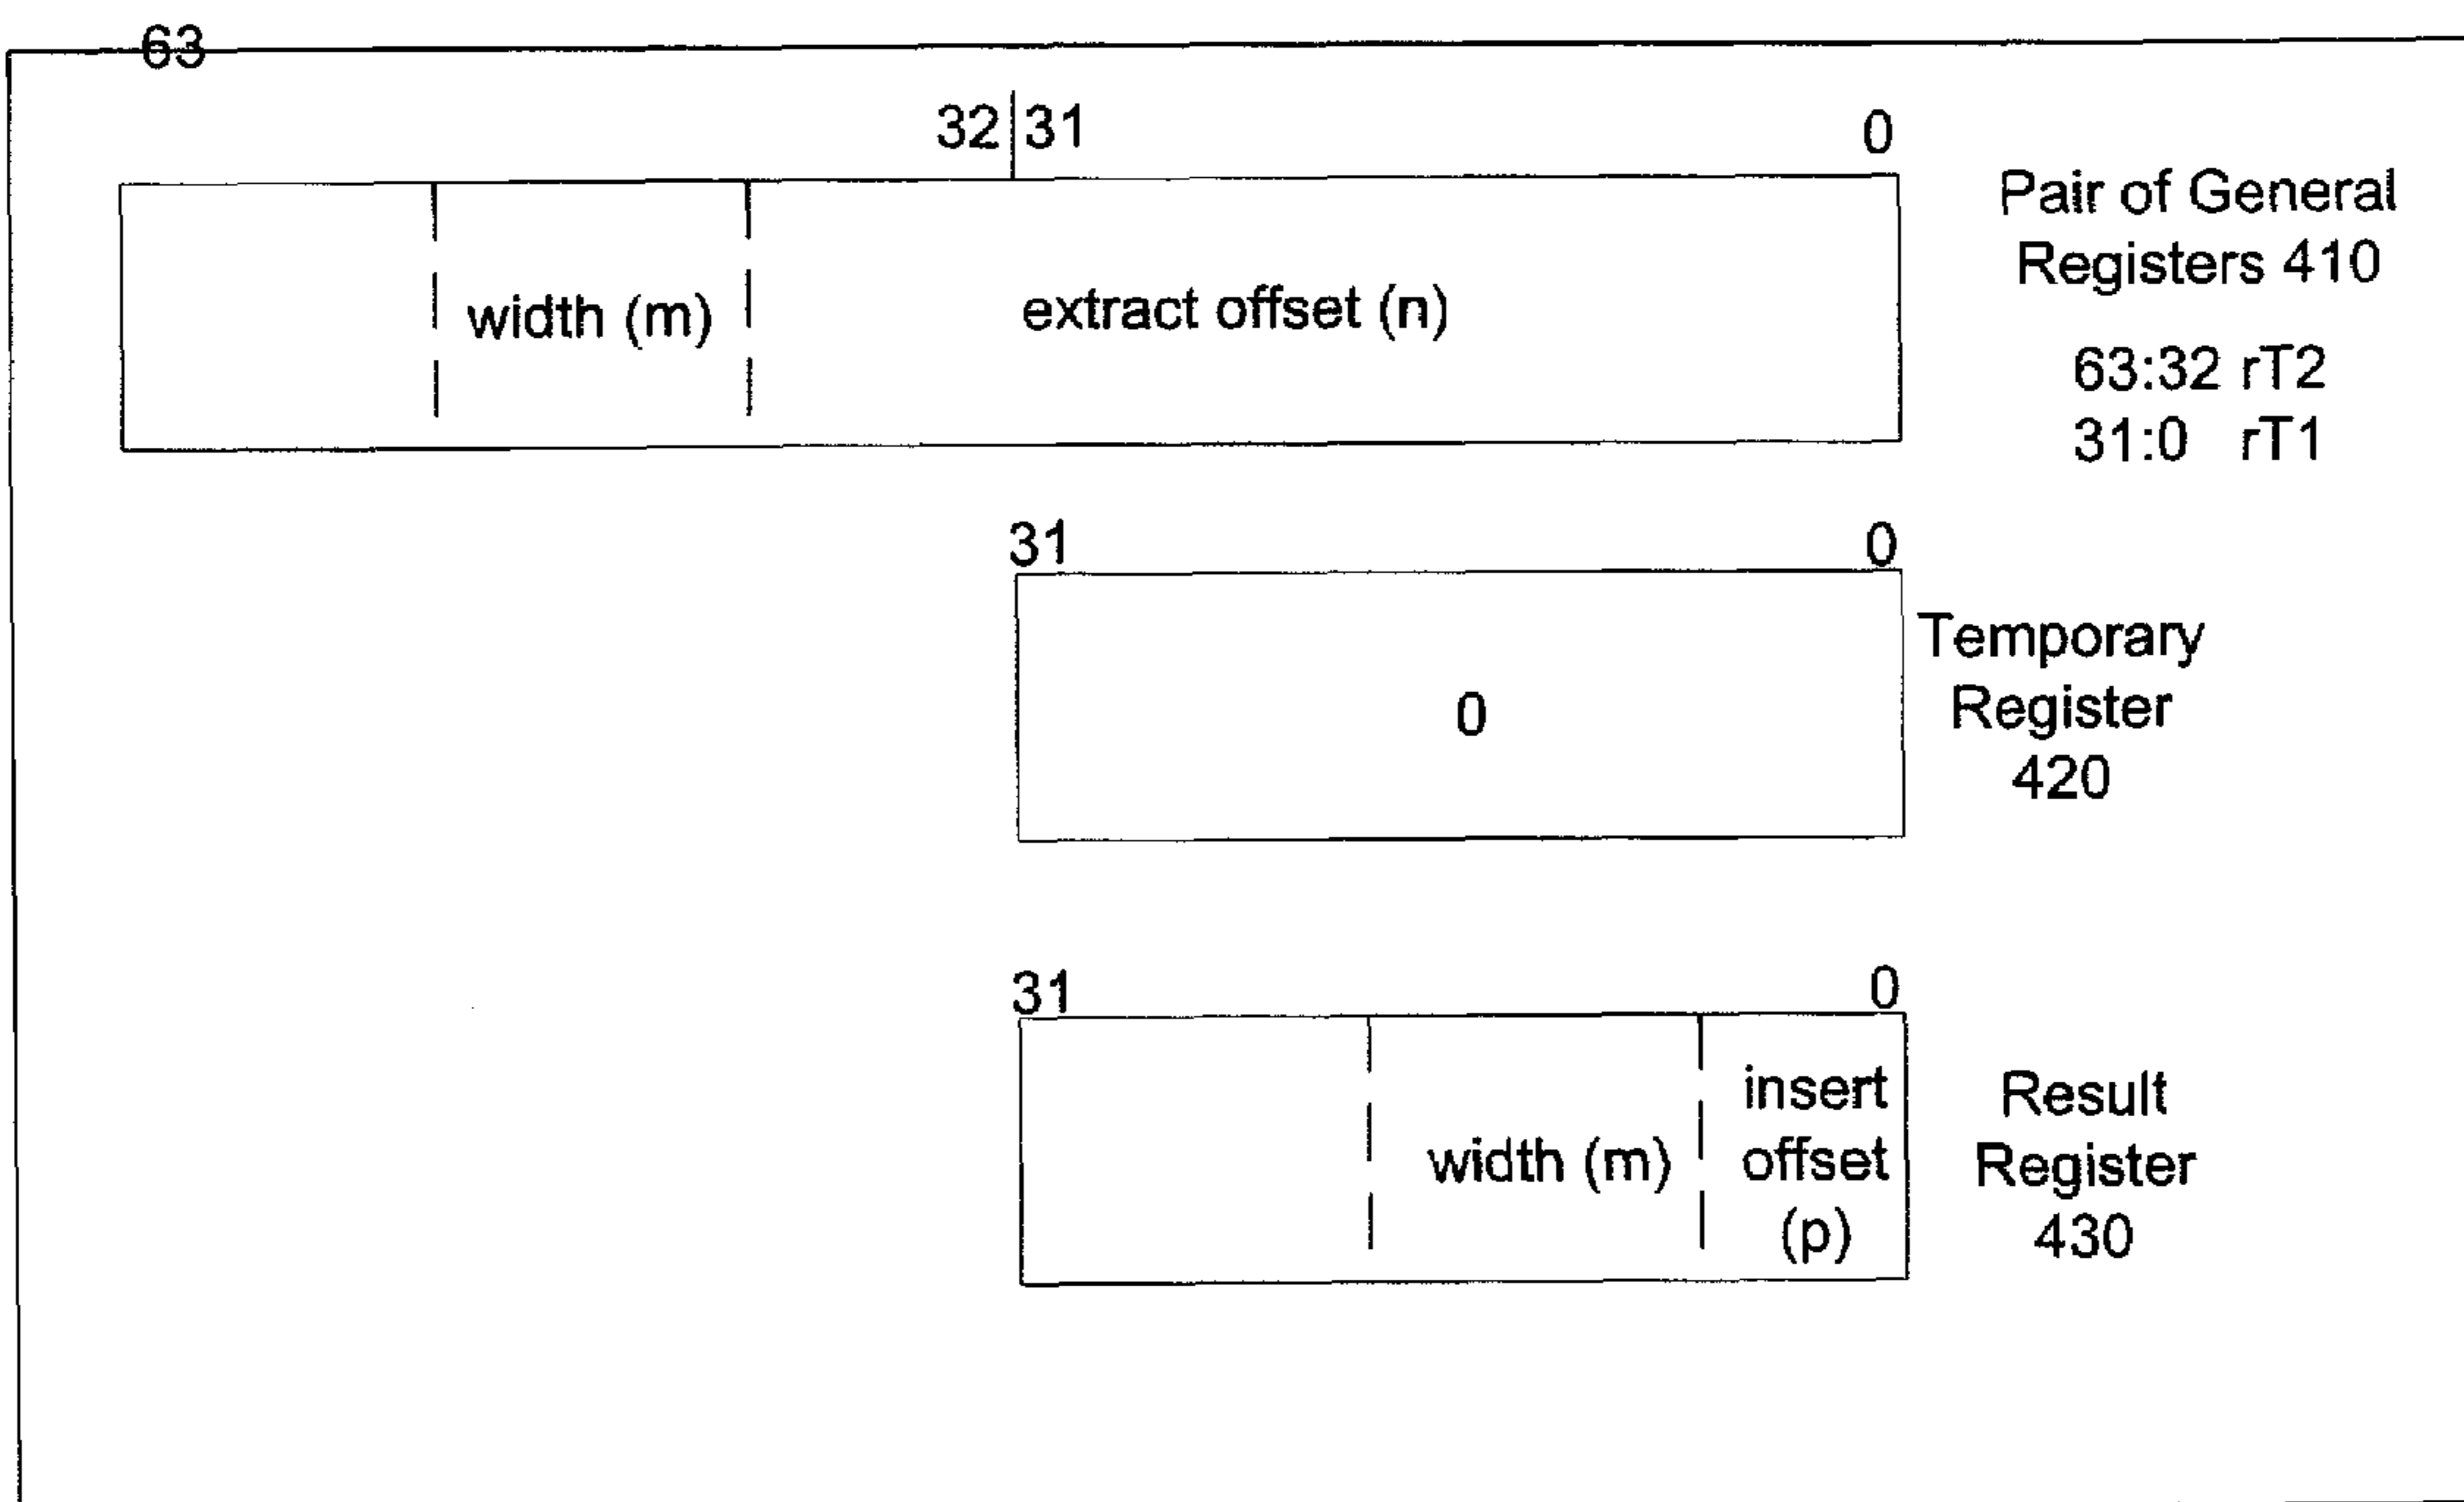 63
32 31 0
Pair of General
Registers 410
width (m) extract offset (n)
63:32 rT2
31:0 rT1
31 0
Temporary
Register
420
0
31 0
insert
offset
(p)
width (m)
Result
Register
430